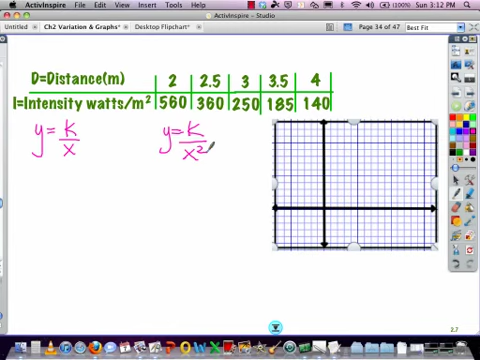 ActivInspire File Edit View Insert Tools Help Sun 3:12 PM
ActivInspire - Studio
Untitled Ch2 Variation & Graphs* Desktop Flipchart* Page 34 of 47 Best Fit
D=Distance(m) 2 2.5 3 3.5 4
I=Intensity watts/m² 560 360 250 185 140
y=K/x y=K/x²
2.7